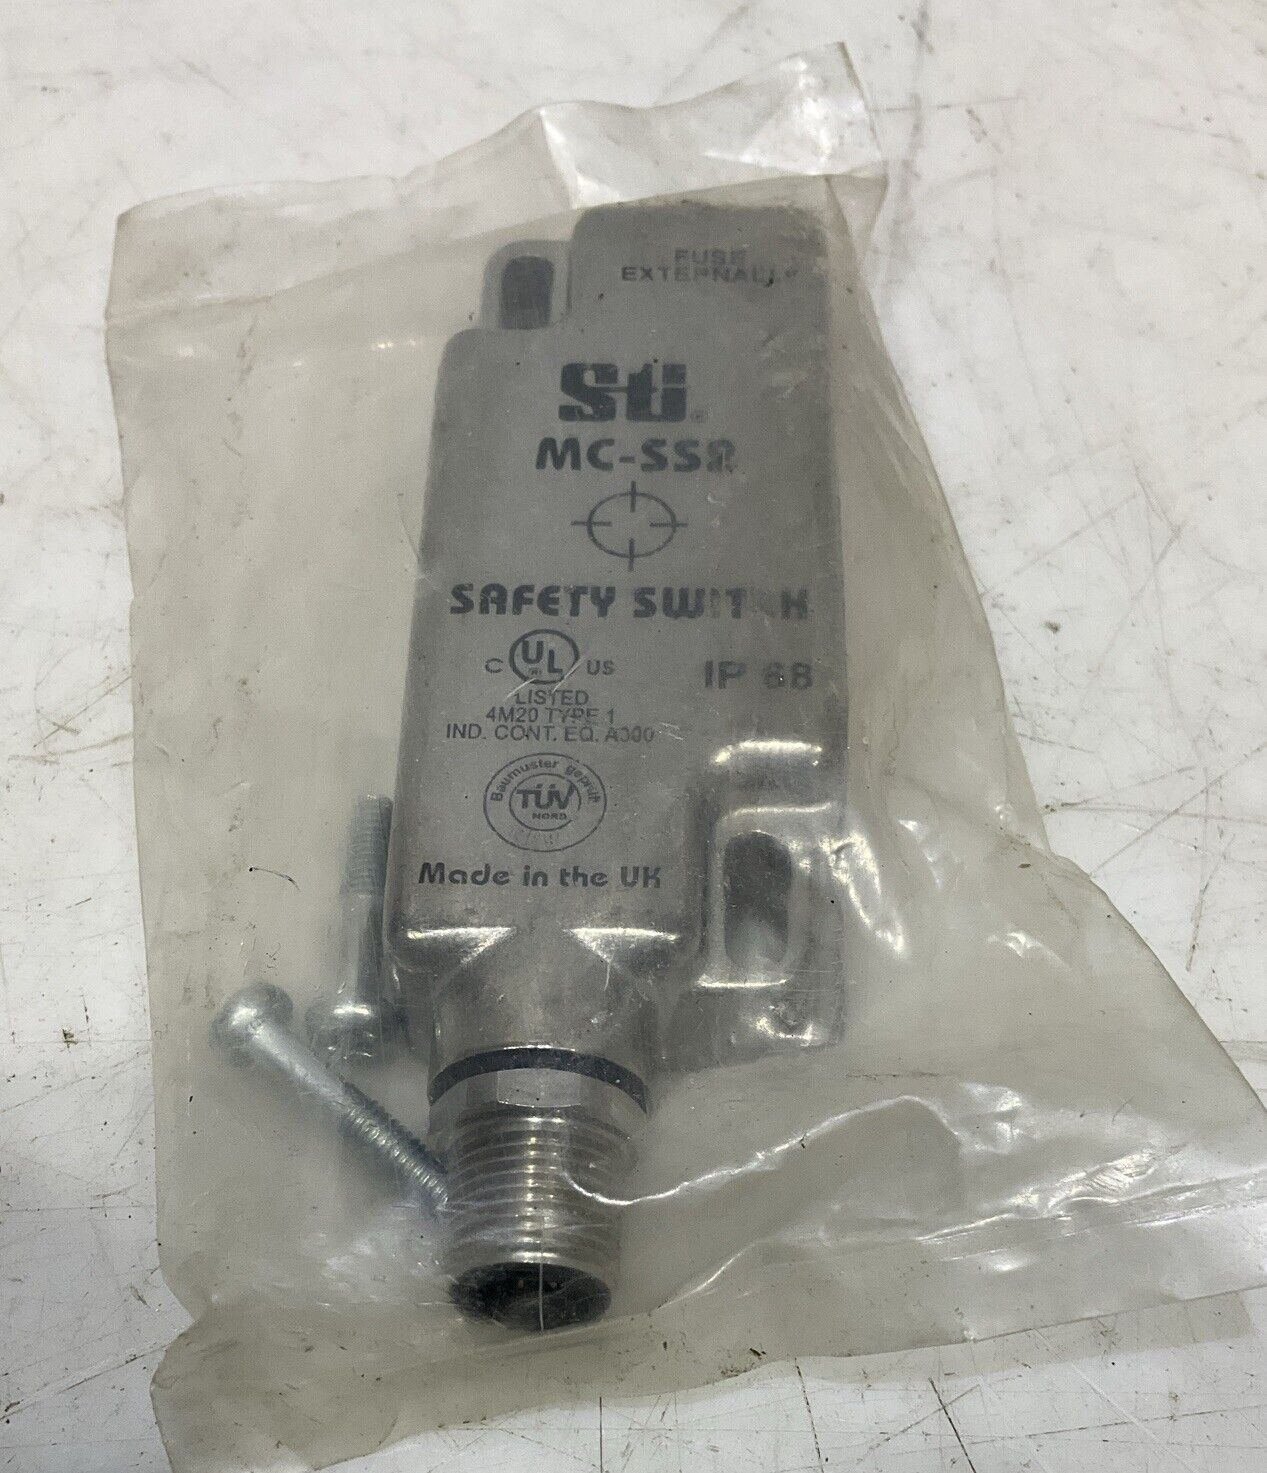 FUSE
EXTERNALLY
Sti®
MC-SS2
SAFETY SWITCH
C UL® US IP 68
LISTED
4M20 TYPE 1
IND. CONT. EQ. A300
Baumuster geprüft
TÜV
NORD
Made in the UK